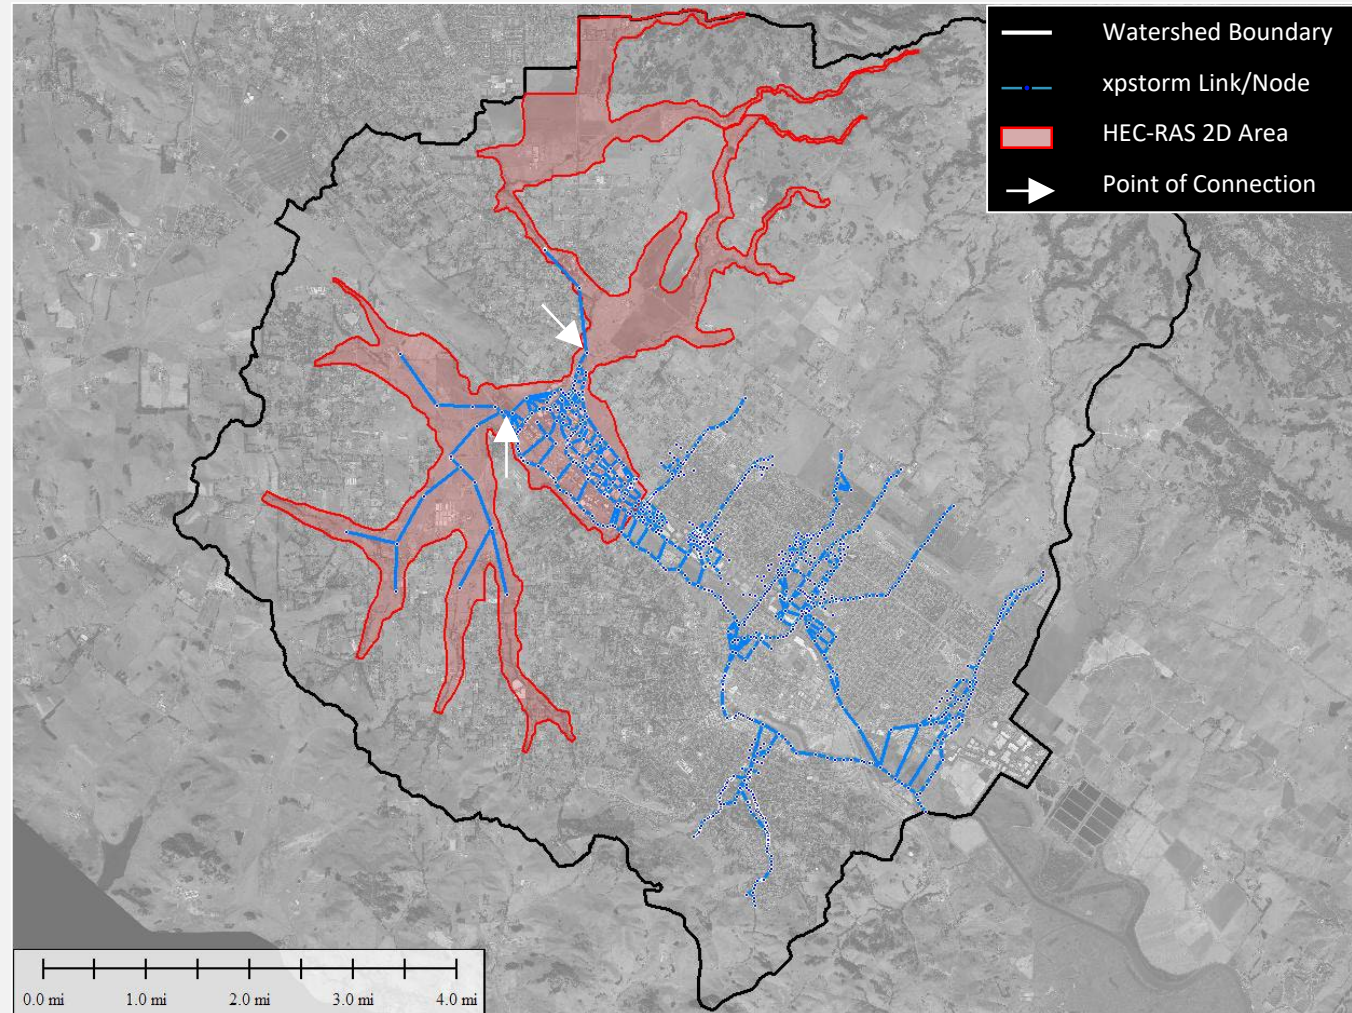 Watershed Boundary
xpstorm Link/Node
HEC-RAS 2D Area
Point of Connection
0.0 mi 1.0 mi 2.0 mi 3.0 mi 4.0 mi